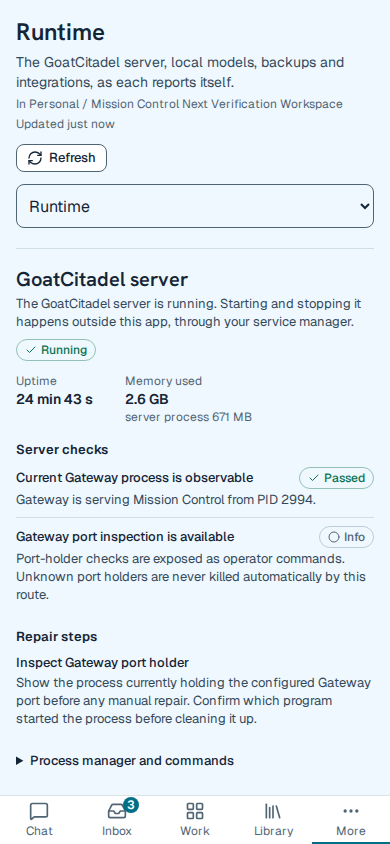 Runtime
The GoatCitadel server, local models, backups and
integrations, as each reports itself.
In Personal / Mission Control Next Verification Workspace
Updated just now
Refresh
Runtime
GoatCitadel server
The GoatCitadel server is running. Starting and stopping it
happens outside this app, through your service manager.
Running
Uptime
24 min 43 s
Memory used
2.6 GB
server process 671 MB
Server checks
Current Gateway process is observable
Passed
Gateway is serving Mission Control from PID 2994.
Gateway port inspection is available
Info
Port-holder checks are exposed as operator commands.
Unknown port holders are never killed automatically by this
route.
Repair steps
Inspect Gateway port holder
Show the process currently holding the configured Gateway
port before any manual repair. Confirm which program
started the process before cleaning it up.
Process manager and commands
Chat
3
Inbox
Work
Library
More